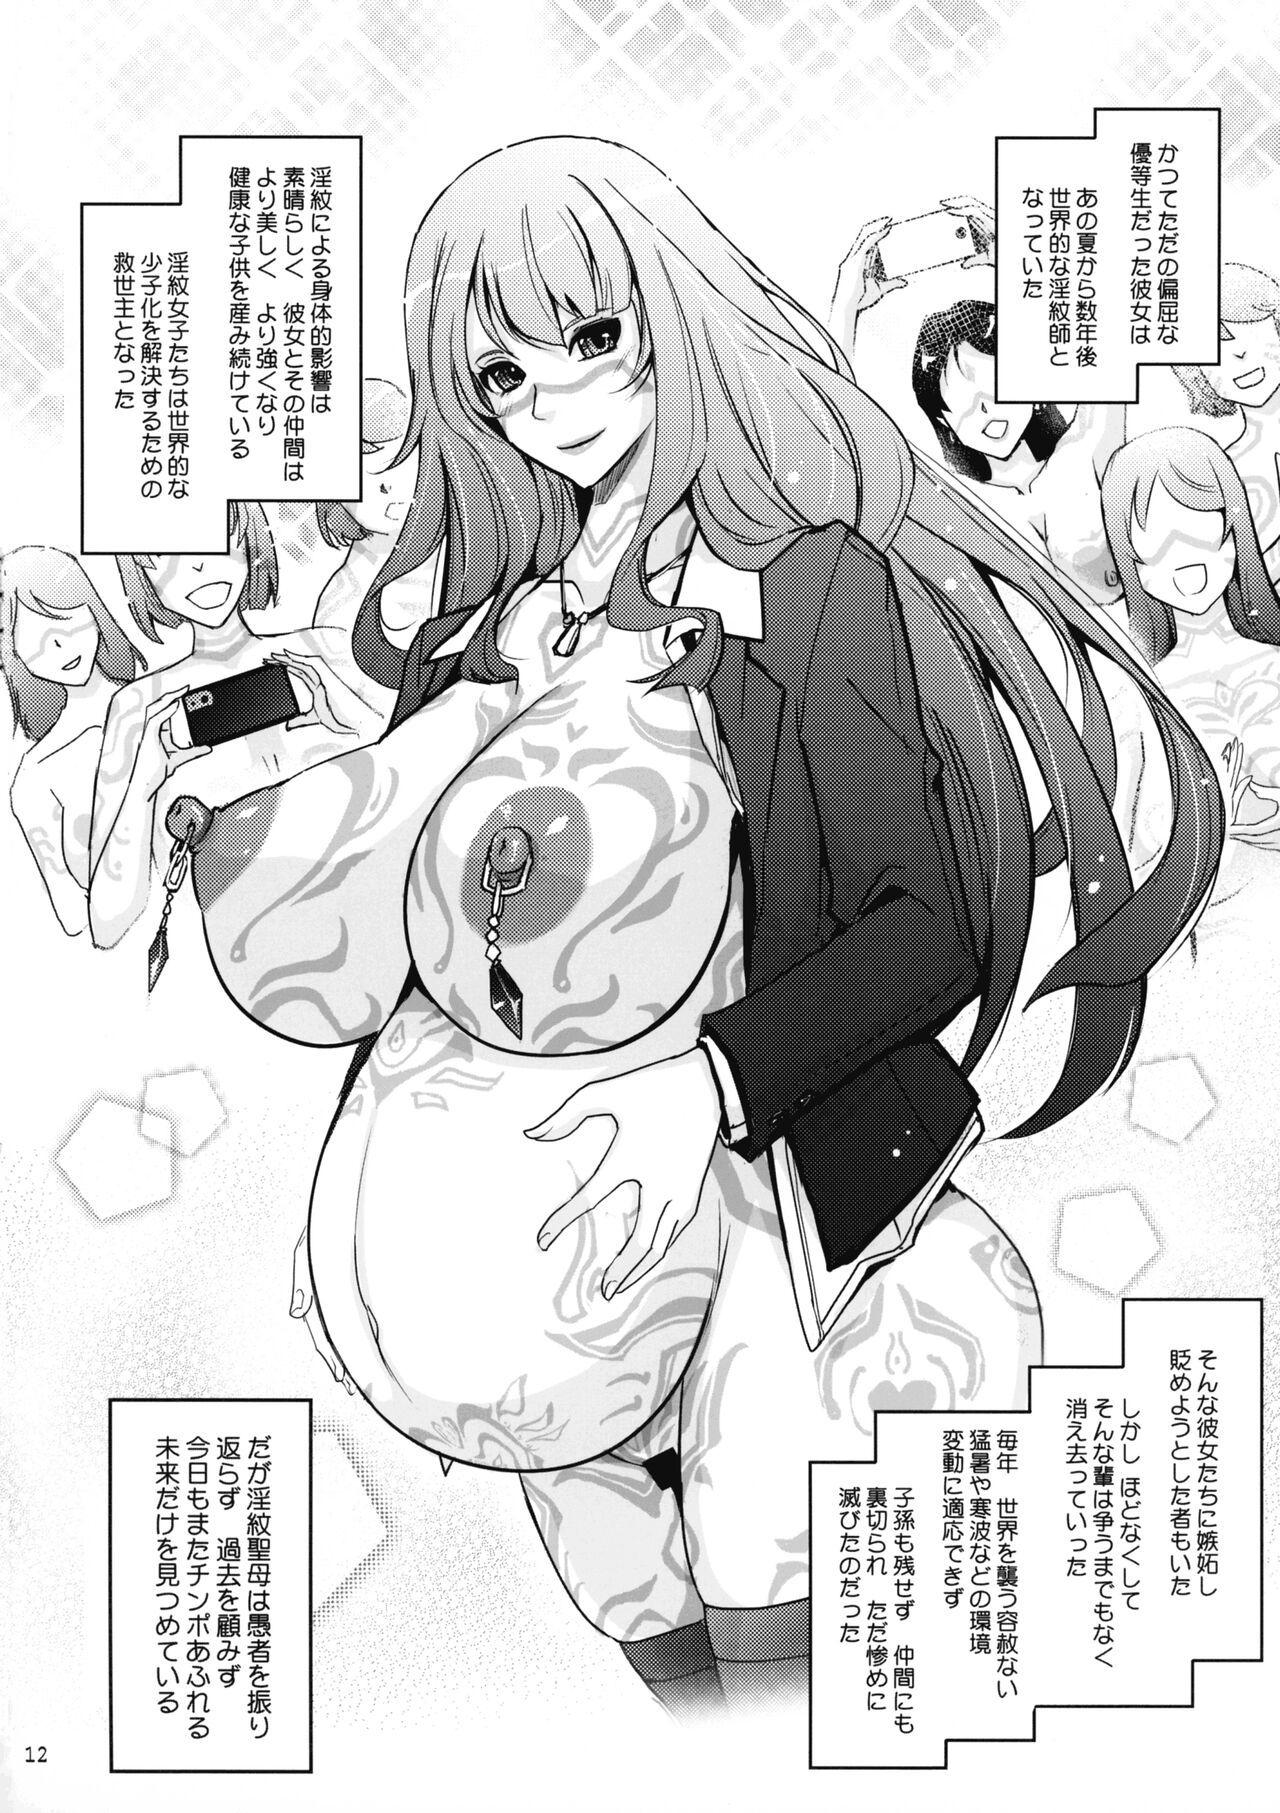 かつてただの偏屈な
優等生だった彼女は
あの夏から数年後
世界的な淫紋師と
なっていた
淫紋による身体的影響は
素晴らしく 彼女とその仲間は
より美しく より強くなり
健康な子供を産み続けている
淫紋女子たちは世界的な
少子化を解決するための
救世主となった
そんな彼女たちに嫉妬し
貶めようとした者もいた
しかし ほどなくして
そんな輩は争うまでもなく
消え去っていった
毎年 世界を襲う容赦ない
猛暑や寒波などの環境
変動に適応できず
子孫も残せず 仲間にも
裏切られ ただ惨めに
滅びたのだった
だが淫紋聖母は愚者を振り
返らず 過去を顧みず
今日もまたチンポあふれる
未来だけを見つめている
12